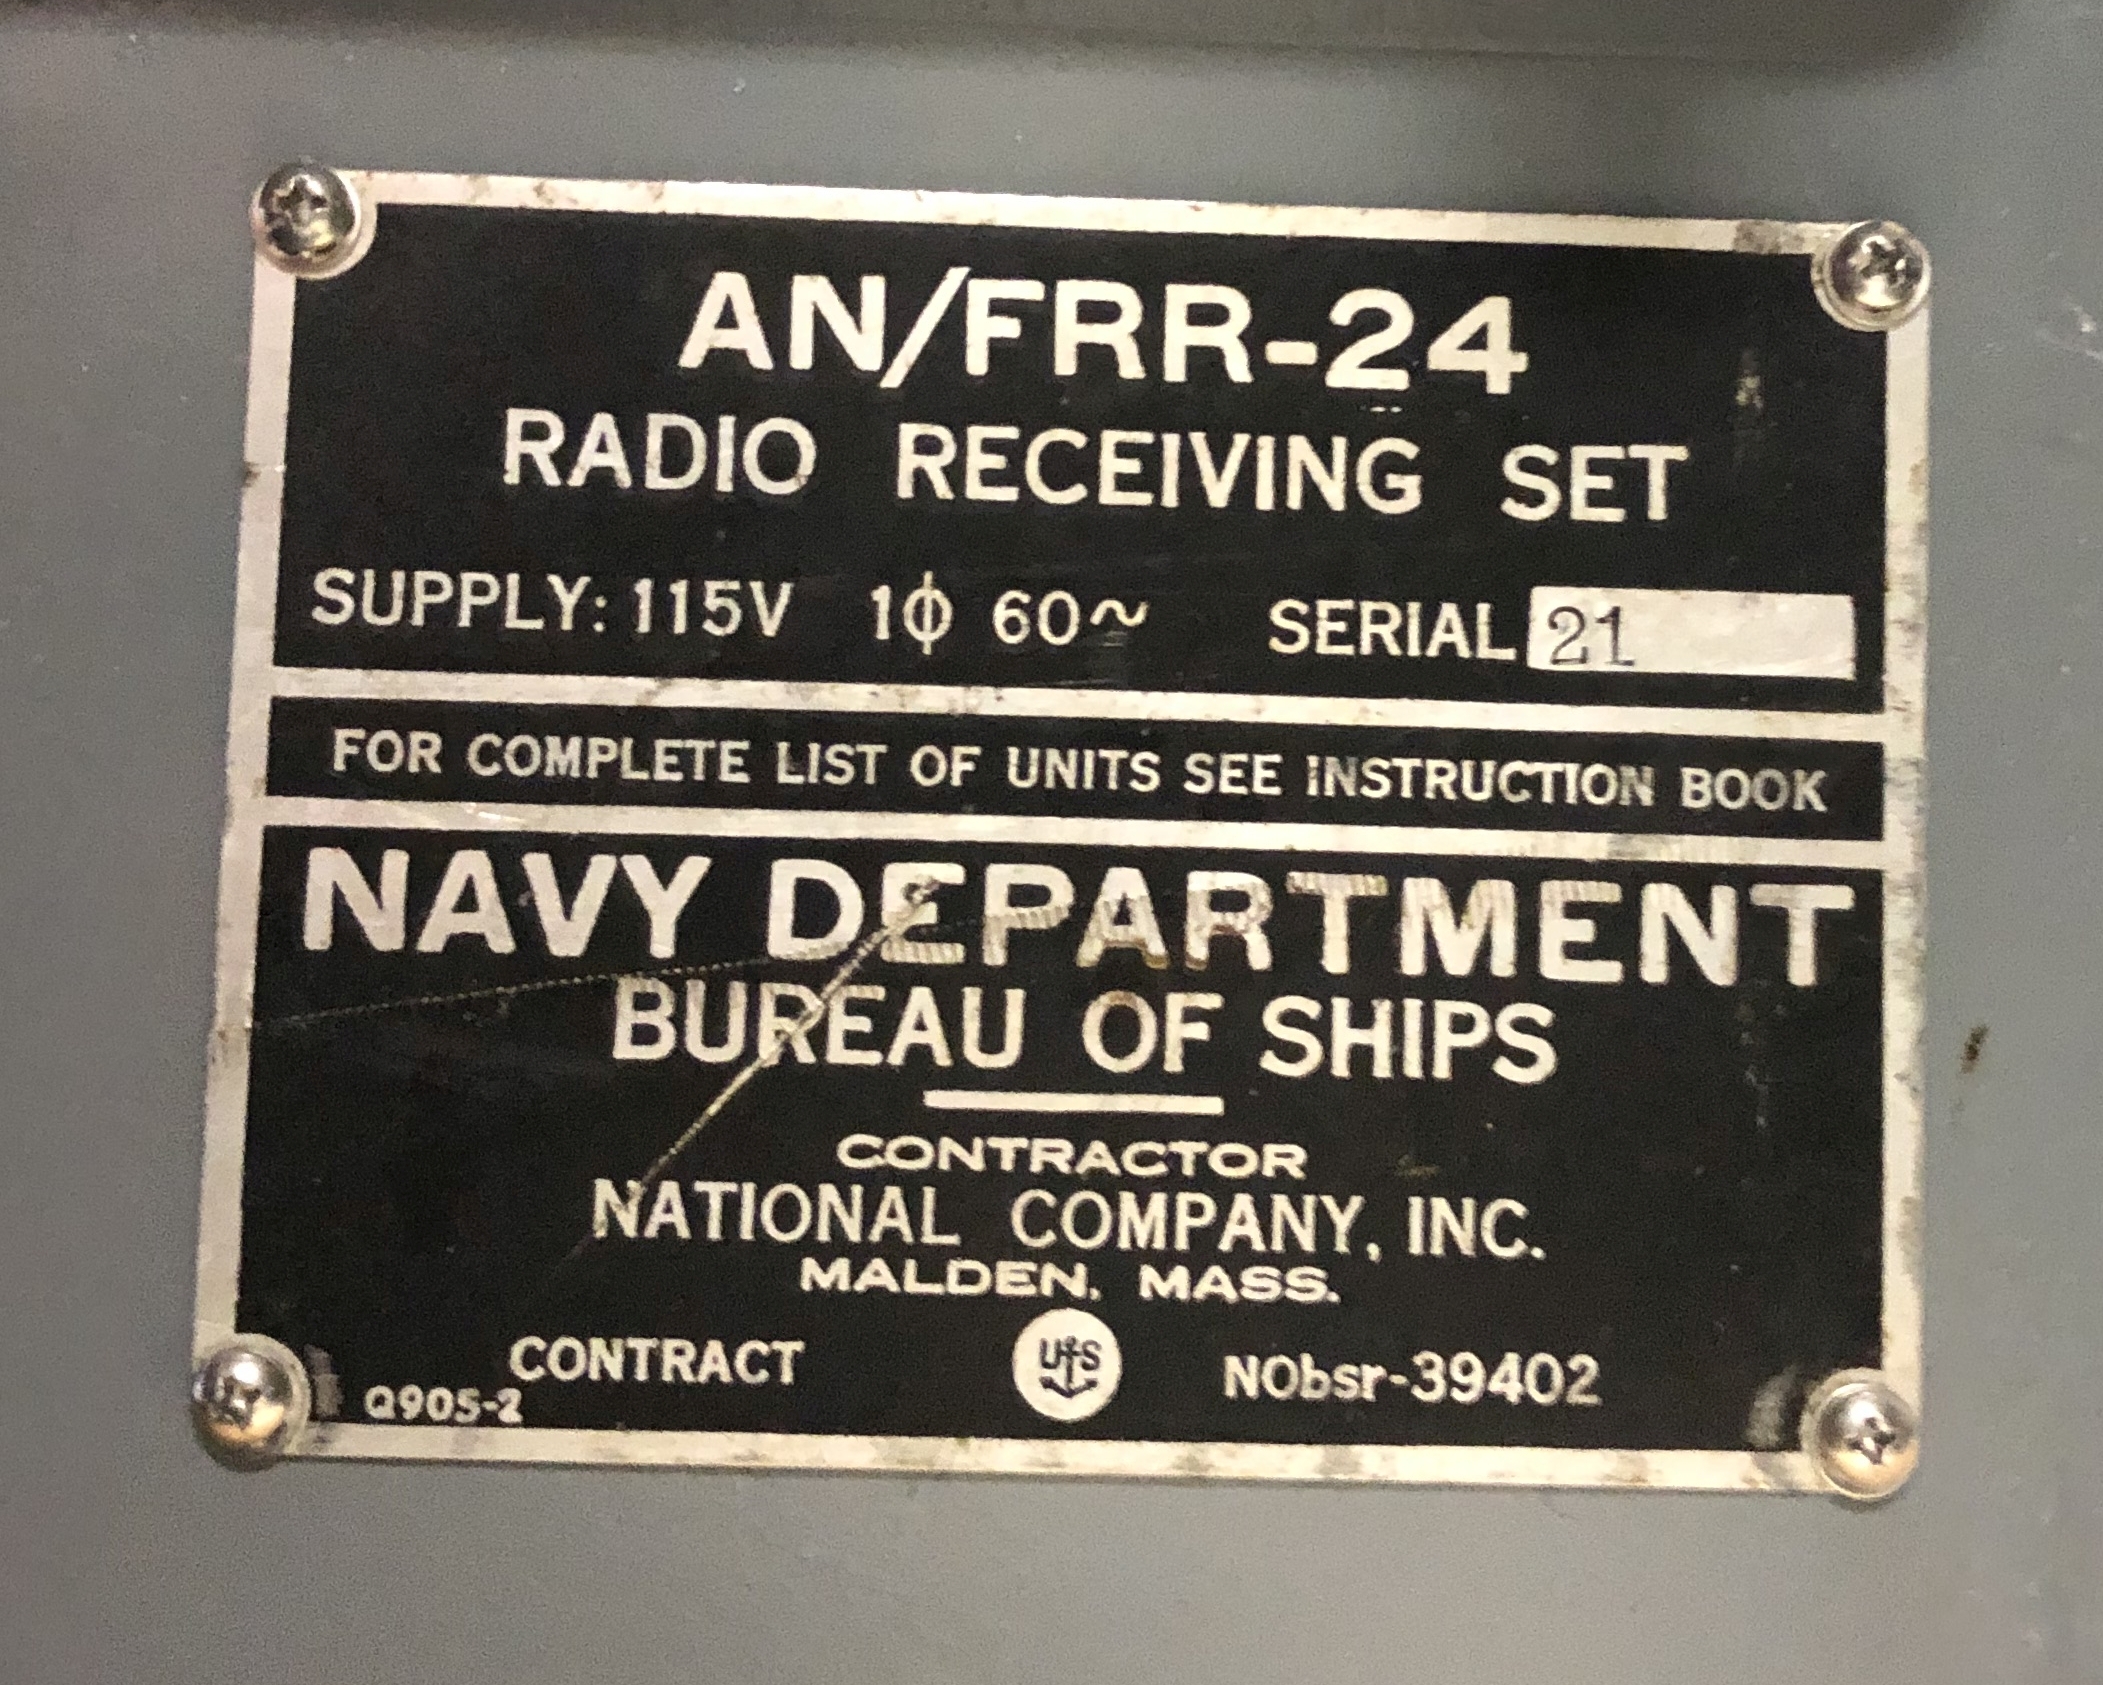 AN/FRR-24
RADIO RECEIVING SET
SUPPLY: 115V 1ϕ 60~ SERIAL 21
FOR COMPLETE LIST OF UNITS SEE INSTRUCTION BOOK
NAVY DEPARTMENT
BUREAU OF SHIPS
CONTRACTOR
NATIONAL COMPANY, INC.
MALDEN, MASS.
CONTRACT US NObsr-39402
Q905-2